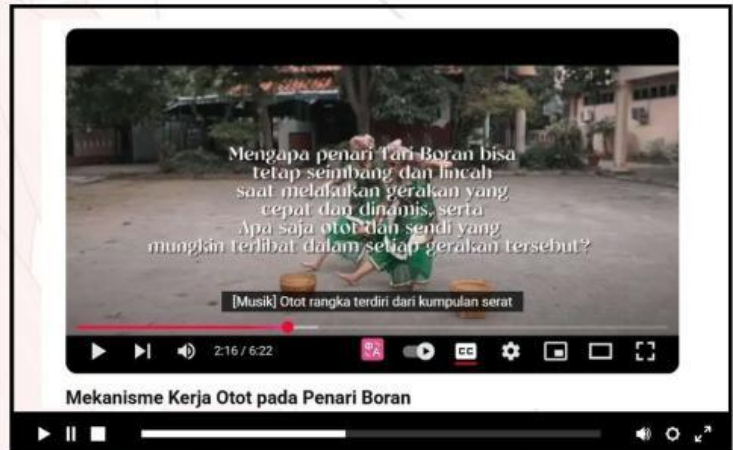 Mengapa penari Tari Boran bisa
tetap seimbang dan lincah
saat melakukan gerakan yang
cepat dan dinamis, serta
Apa saja otot dan sendi yang
mungkin terlibat dalam setiap gerakan tersebut?
[Musik] Otot rangka terdiri dari kumpulan serat
2:16 / 6:22
CC
Mekanisme Kerja Otot pada Penari Boran